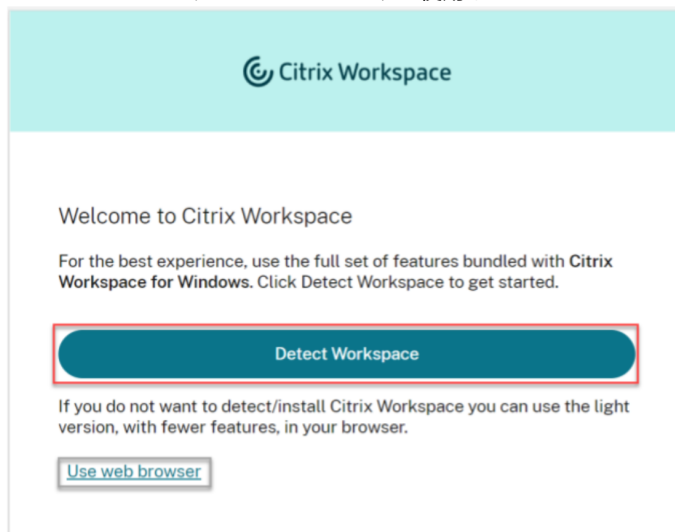 Citrix Workspace
Welcome to Citrix Workspace
For the best experience, use the full set of features bundled with Citrix
Workspace for Windows. Click Detect Workspace to get started.
Detect Workspace
If you do not want to detect/install Citrix Workspace you can use the light
version, with fewer features, in your browser.
Use web browser